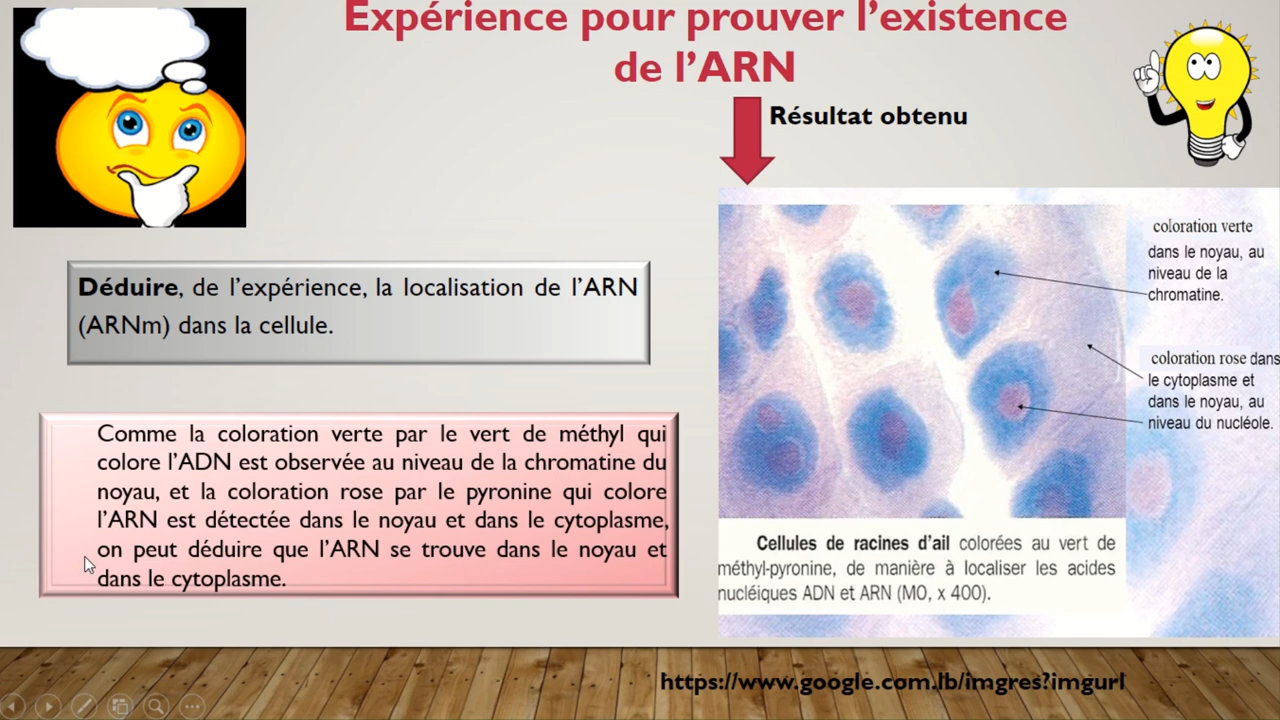 Expérience pour prouver l’existence
de l’ARN
Résultat obtenu
Déduire, de l’expérience, la localisation de l’ARN
(ARNm) dans la cellule.
Comme la coloration verte par le vert de méthyl qui
colore l’ADN est observée au niveau de la chromatine du
noyau, et la coloration rose par le pyronine qui colore
l’ARN est détectée dans le noyau et dans le cytoplasme,
on peut déduire que l’ARN se trouve dans le noyau et
dans le cytoplasme.
coloration verte
dans le noyau, au
niveau de la
chromatine.
coloration rose dans
le cytoplasme et
dans le noyau, au
niveau du nucléole.
Cellules de racines d’ail colorées au vert de
méthyl-pyronine, de manière à localiser les acides
nucléiques ADN et ARN (MO, x 400).
https://www.google.com.lb/imgres?imgurl